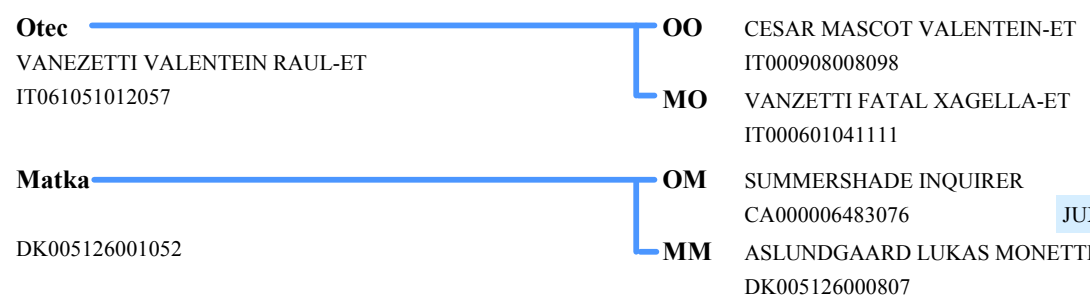 Otec
OO CESAR MASCOT VALENTEIN-ET
VANEZETTI VALENTEIN RAUL-ET
IT000908008098
IT061051012057
MO VANZETTI FATAL XAGELLA-ET
IT000601041111
Matka
OM SUMMERSHADE INQUIRER
CA000006483076
DK005126001052
MM ASLUNDGAARD LUKAS
DK005126000807